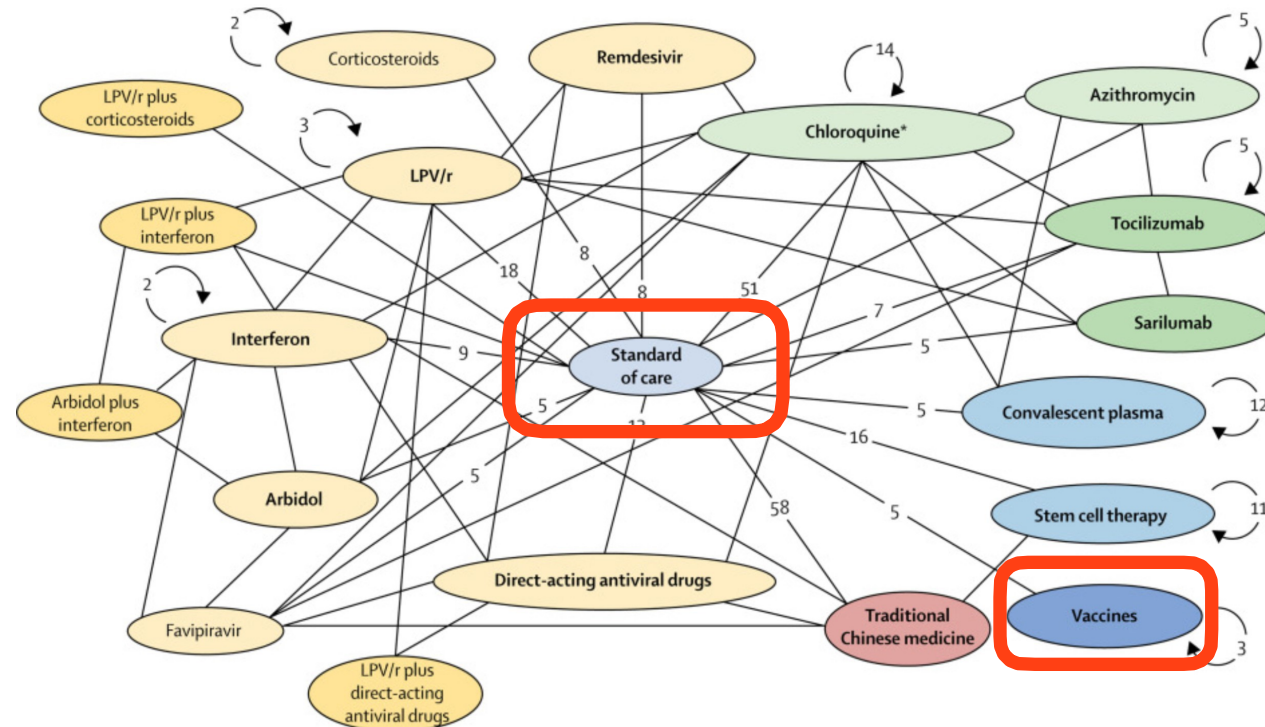 2
Corticosteroids
Remdesivir
14
5
LPV/r plus
corticosteroids
3
Chloroquine*
Azithromycin
LPV/r
5
LPV/r plus
interferon
Tocilizumab
2
18
8
8
51
7
Interferon
9
Standard
of care
5
Sarilumab
Arbidol plus
interferon
5
5
Convalescent plasma
12
16
Arbidol
5
58
5
Stem cell therapy
11
Direct-acting antiviral drugs
Favipiravir
Traditional
Chinese medicine
Vaccines
3
LPV/r plus
direct-acting
antiviral drugs